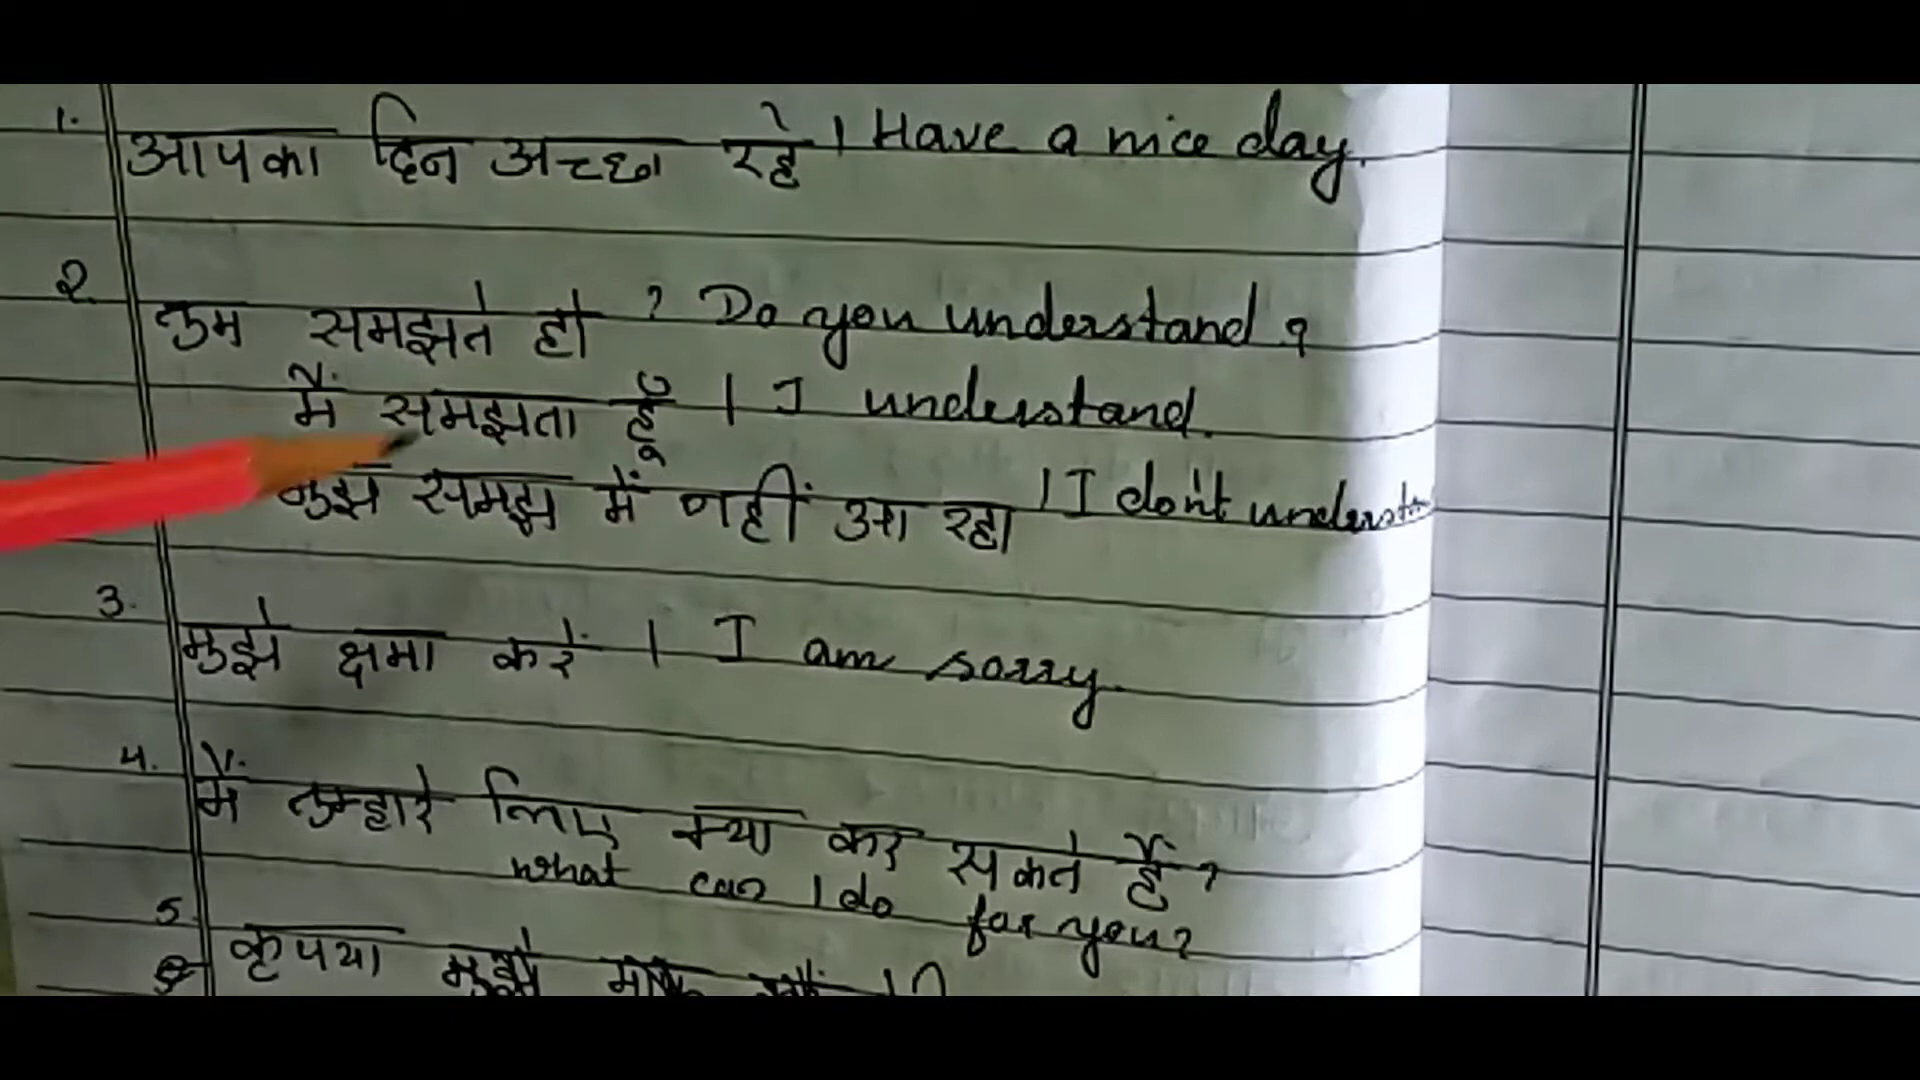 1. आपका दिन अच्छा रहे । Have a nice day.
2. तुम समझते हो ? Do you understand ?
मैं समझता हूँ । I understand.
मुझे समझ में नहीं आ रहा । I don't understan
3. मुझे क्षमा करें । I am sorry.
4. मैं तुम्हारे लिए क्या कर सकते हैं ?
what can I do for you?
5. कृपया मुझे